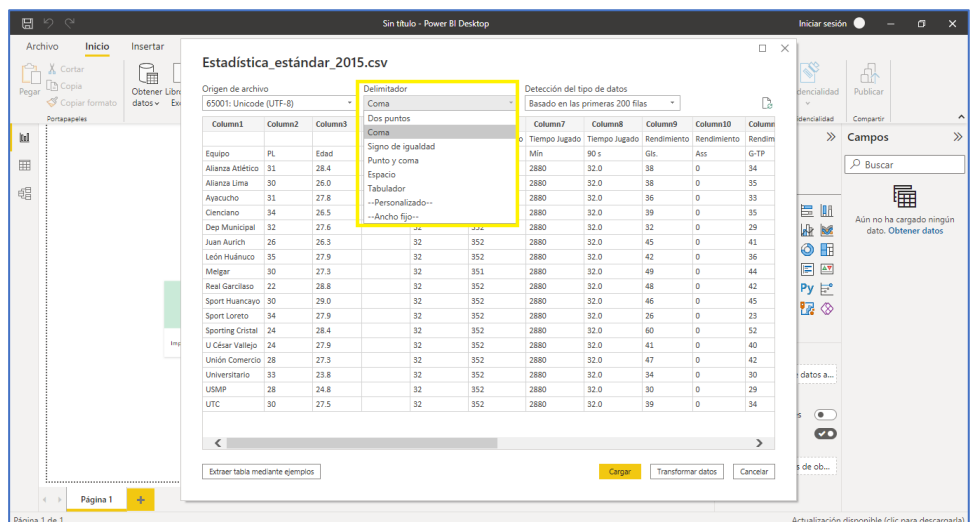 Sin título - Power BI Desktop
Iniciar sesión
Archivo Inicio Insertar
Pegar
Cortar
Copia
Copiar formato
Portapapeles
Obtener datos
Publicar
Compartir
Estadística_estándar_2015.csv
Origen de archivo Delimitador Detección del tipo de datos
65001: Unicode (UTF-8) Coma Basado en las primeras 200 filas
Dos puntos
Coma
Signo de igualdad
Punto y coma
Espacio
Tabulador
--Personalizado--
--Ancho fijo--
Column1 Column2 Column3 Column7 Column8 Column9 Column10 Column
Tiempo Jugado Tiempo Jugado Rendimiento Rendimiento Rendim
Equipo PL Edad Mín 90 s Gls. Ass G-TP
Alianza Atlético 31 28.4 2880 32.0 38 0 34
Alianza Lima 30 26.0 2880 32.0 38 0 35
Ayacucho 31 27.8 2880 32.0 36 0 33
Cienciano 34 26.5 2880 32.0 39 0 35
Dep Municipal 32 27.6 32 352 2880 32.0 32 0 29
Juan Aurich 26 26.3 32 352 2880 32.0 45 0 41
León Huánuco 35 27.9 32 352 2880 32.0 42 0 36
Melgar 30 27.3 32 351 2880 32.0 49 0 44
Real Garcilaso 22 28.8 32 352 2880 32.0 48 0 42
Sport Huancayo 30 29.0 32 352 2880 32.0 46 0 45
Sport Loreto 34 27.9 32 352 2880 32.0 26 0 23
Sporting Cristal 24 28.4 32 352 2880 32.0 60 0 52
U César Vallejo 24 27.9 32 352 2880 32.0 41 0 40
Unión Comercio 28 27.3 32 352 2880 32.0 47 0 42
Universitario 33 23.8 32 352 2880 32.0 34 0 30
USMP 28 24.8 32 352 2880 32.0 30 0 29
UTC 30 27.5 32 352 2880 32.0 39 0 34
Extraer tabla mediante ejemplos Cargar Transformar datos Cancelar
Campos
Buscar
Aún no ha cargado ningún
dato. Obtener datos
Py
datos a...
s de ob...
Página 1
Página 1 de 1 Actualización disponible (clic para descargarla)